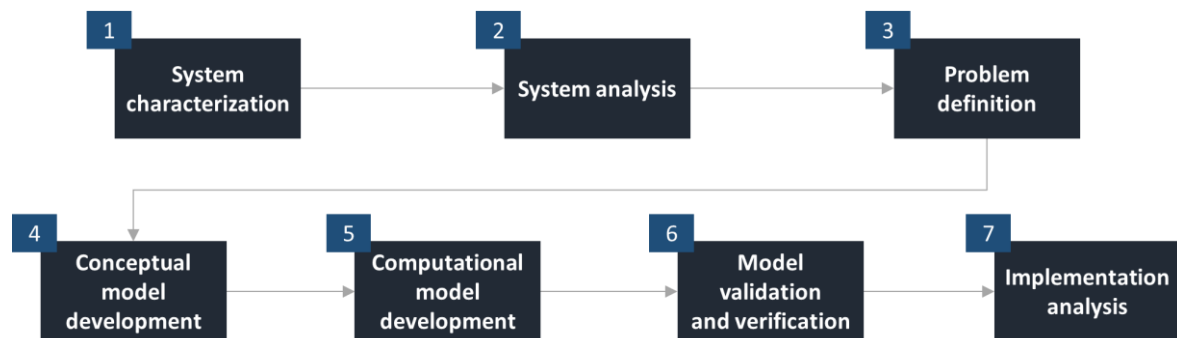 1
System
characterization
2
System analysis
3
Problem
definition
4
Conceptual
model
development
5
Computational
model
development
6
Model
validation
and verification
7
Implementation
analysis